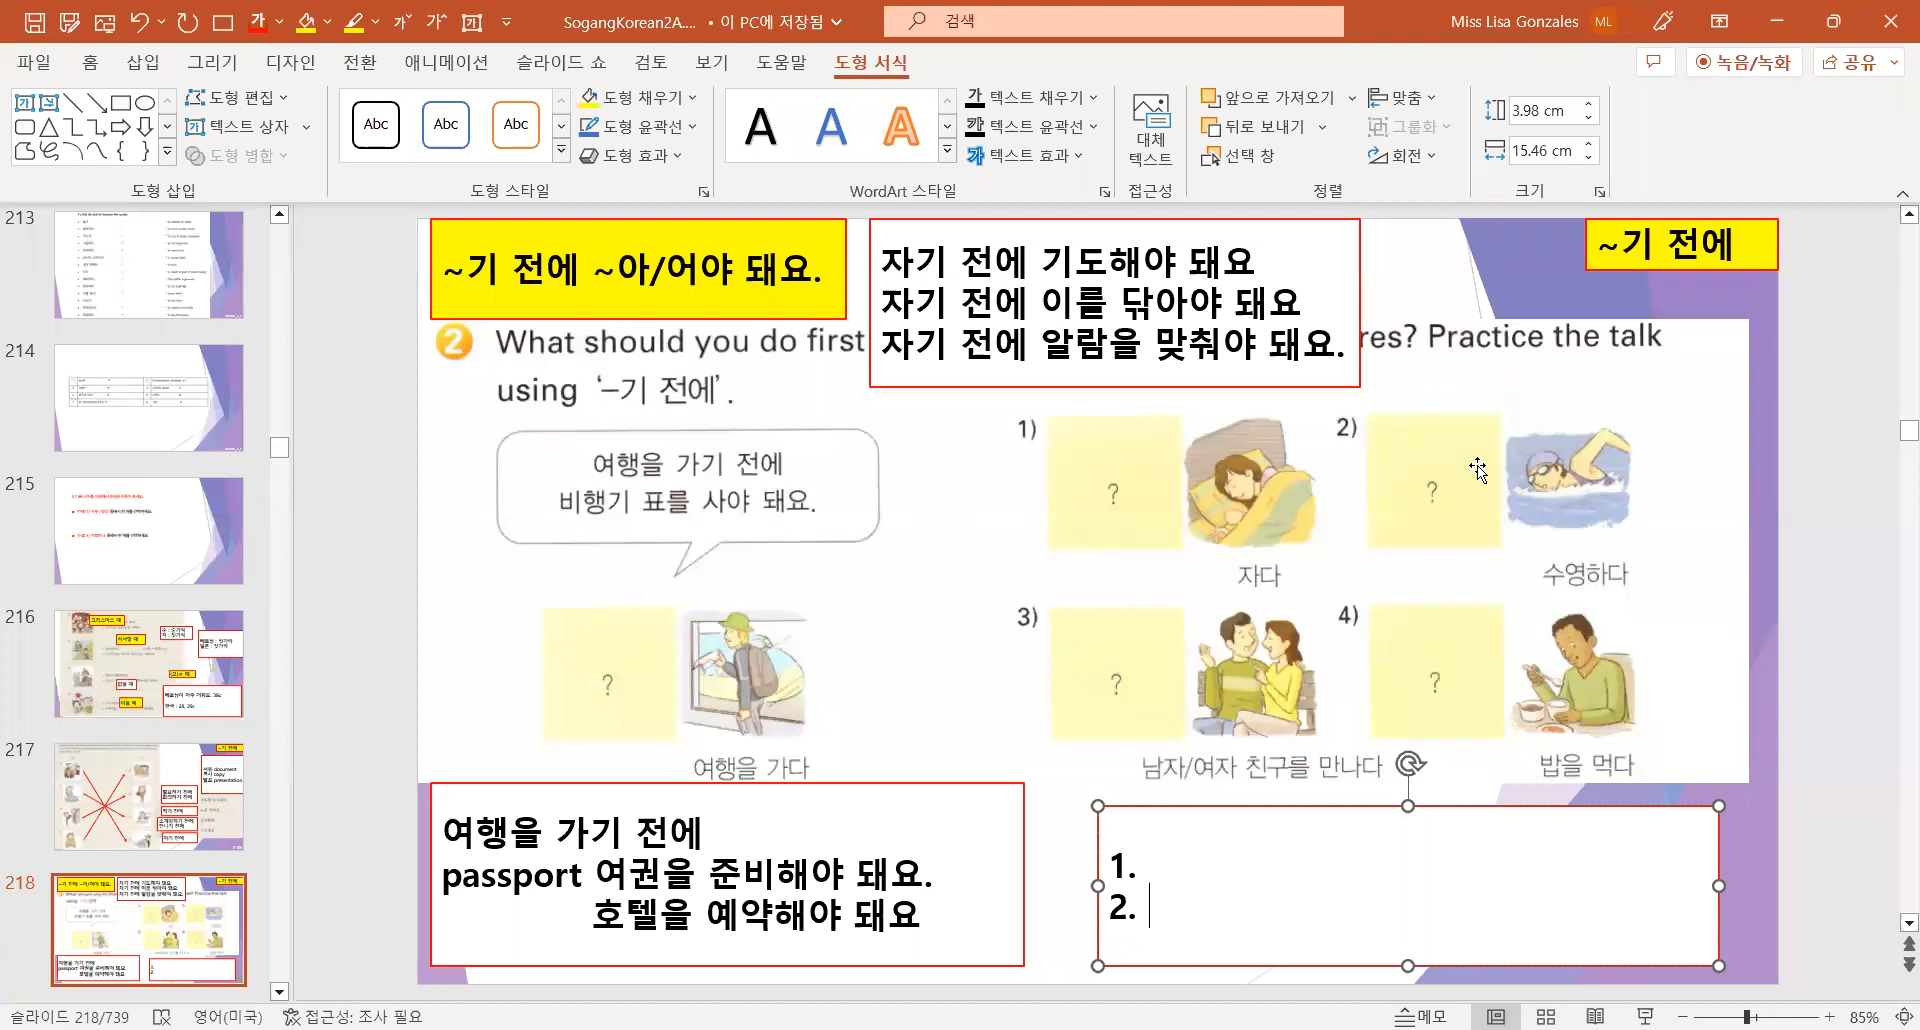 SogangKorean2A.... • 이 PC에 저장됨
검색
Miss Lisa Gonzales ML
파일 홈 삽입 그리기 디자인 전환 애니메이션 슬라이드 쇼 검토 보기 도움말 도형 서식
녹음/녹화 공유
도형 편집
텍스트 상자
도형 병합
도형 삽입
Abc Abc Abc
도형 채우기
도형 윤곽선
도형 효과
도형 스타일
A A A
텍스트 채우기
텍스트 윤곽선
텍스트 효과
WordArt 스타일
대체
텍스트
접근성
앞으로 가져오기
뒤로 보내기
선택 창
맞춤
그룹화
회전
정렬
3.98 cm
15.46 cm
크기
213
214
215
216
217
218
~기 전에 ~아/어야 돼요.
자기 전에 기도해야 돼요
자기 전에 이를 닦아야 돼요
자기 전에 알람을 맞춰야 돼요.
~기 전에
2 What should you do first
res? Practice the talk
using ‘–기 전에’.
여행을 가기 전에
비행기 표를 사야 돼요.
?
여행을 가다
1)
?
자다
2)
?
수영하다
3)
?
남자/여자 친구를 만나다
4)
?
밥을 먹다
여행을 가기 전에
passport 여권을 준비해야 돼요.
호텔을 예약해야 돼요
1.
2.
슬라이드 218/739 영어(미국) 접근성: 조사 필요
메모
85%